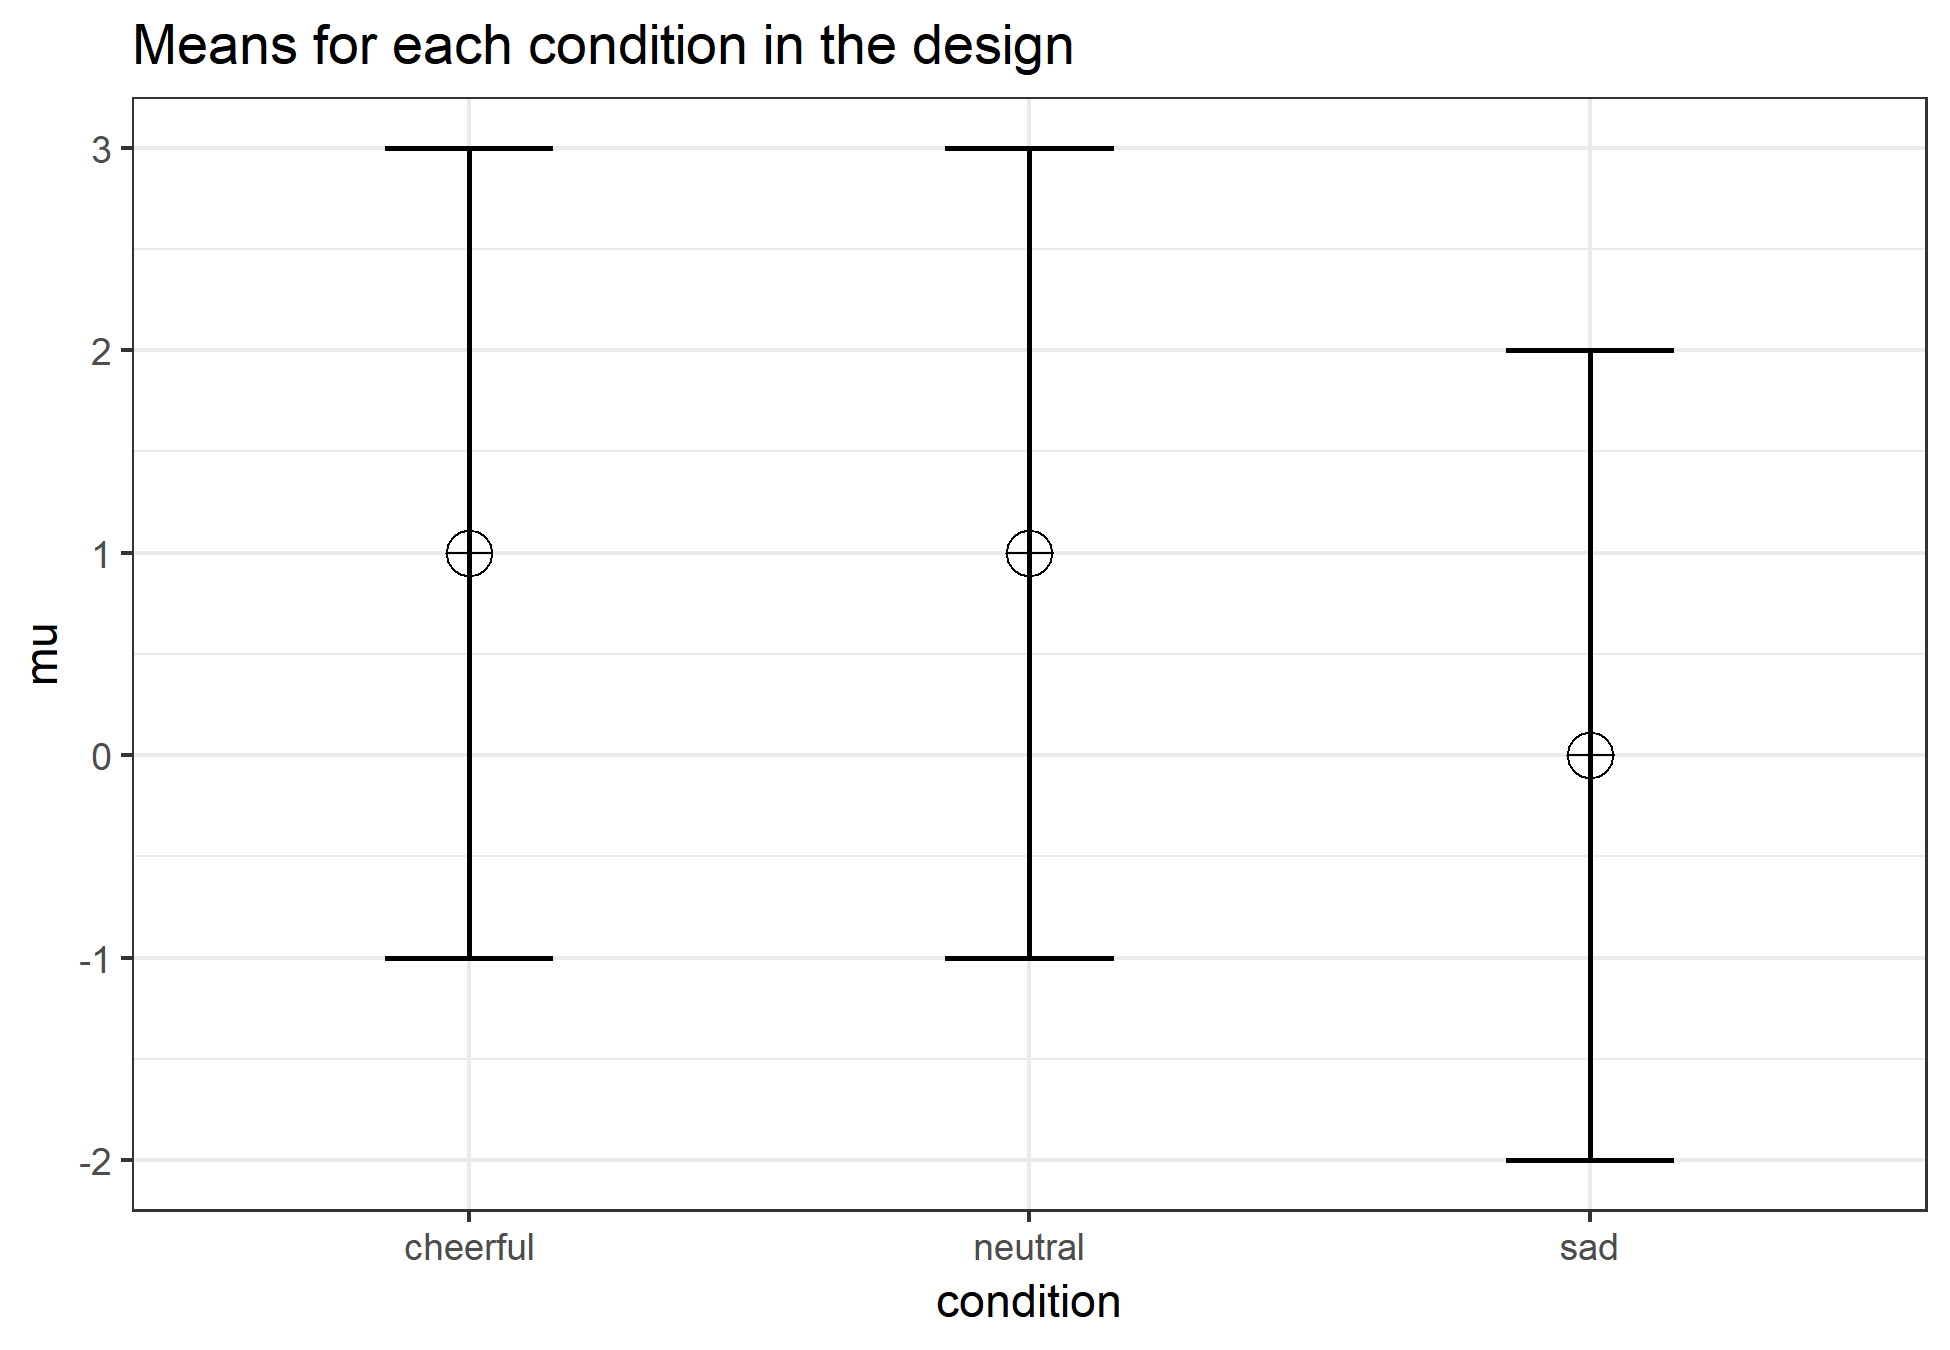 Means for each condition in the design
3
2
1
0
-1
-2
mu
cheerful neutral sad
condition